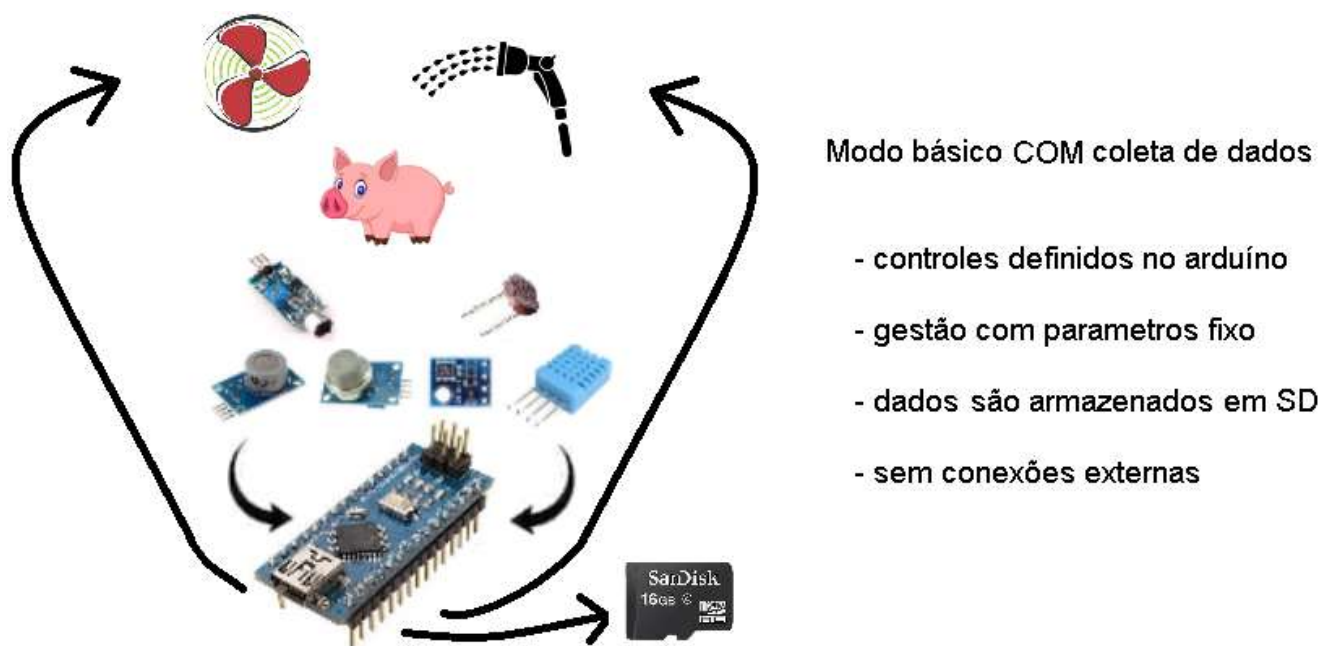 Modo básico COM coleta de dados
- controles definidos no arduíno
- gestão com parametros fixo
- dados são armazenados em SD
- sem conexões externas
SanDisk
16GB